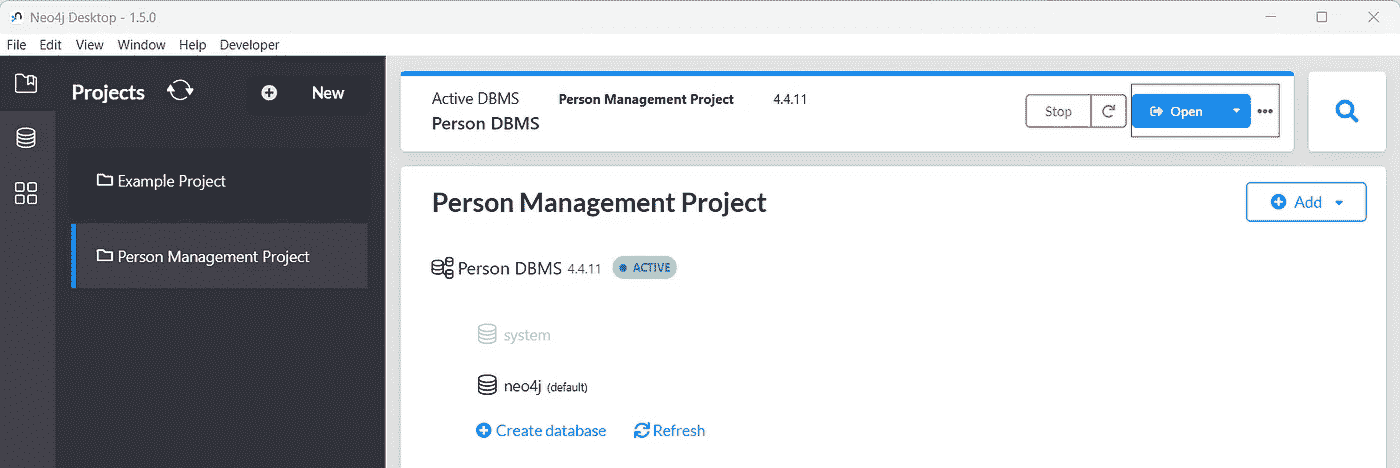 Neo4j Desktop - 1.5.0
File Edit View Window Help Developer
Projects New
Example Project
Person Management Project
Active DBMS Person Management Project 4.4.11
Person DBMS
Stop Open
Person Management Project
Add
Person DBMS 4.4.11 ACTIVE
system
neo4j (default)
Create database Refresh